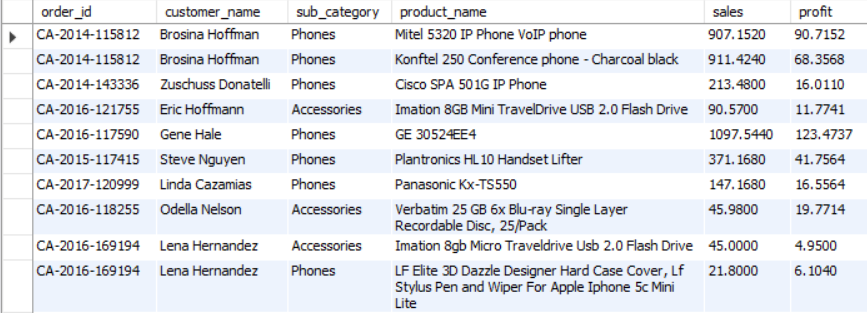 order_id customer_name sub_category product_name sales profit
CA-2014-115812 Brosina Hoffman Phones Mitel 5320 IP Phone VoIP phone 907.1520 90.7152
CA-2014-115812 Brosina Hoffman Phones Konftel 250 Conference phone - Charcoal black 911.4240 68.3568
CA-2014-143336 Zuschuss Donatelli Phones Cisco SPA 501G IP Phone 213.4800 16.0110
CA-2016-121755 Eric Hoffmann Accessories Imation 8GB Mini TravelDrive USB 2.0 Flash Drive 90.5700 11.7741
CA-2016-117590 Gene Hale Phones GE 30524EE4 1097.5440 123.4737
CA-2015-117415 Steve Nguyen Phones Plantronics HL10 Handset Lifter 371.1680 41.7564
CA-2017-120999 Linda Cazamias Phones Panasonic Kx-TS550 147.1680 16.5564
CA-2016-118255 Odella Nelson Accessories Verbatim 25 GB 6x Blu-ray Single Layer 45.9800 19.7714
Recordable Disc, 25/Pack
CA-2016-169194 Lena Hernandez Accessories Imation 8gb Micro Traveldrive Usb 2.0 Flash Drive 45.0000 4.9500
CA-2016-169194 Lena Hernandez Phones LF Elite 3D Dazzle Designer Hard Case Cover, Lf 21.8000 6.1040
Stylus Pen and Wiper For Apple Iphone 5c Mini
Lite